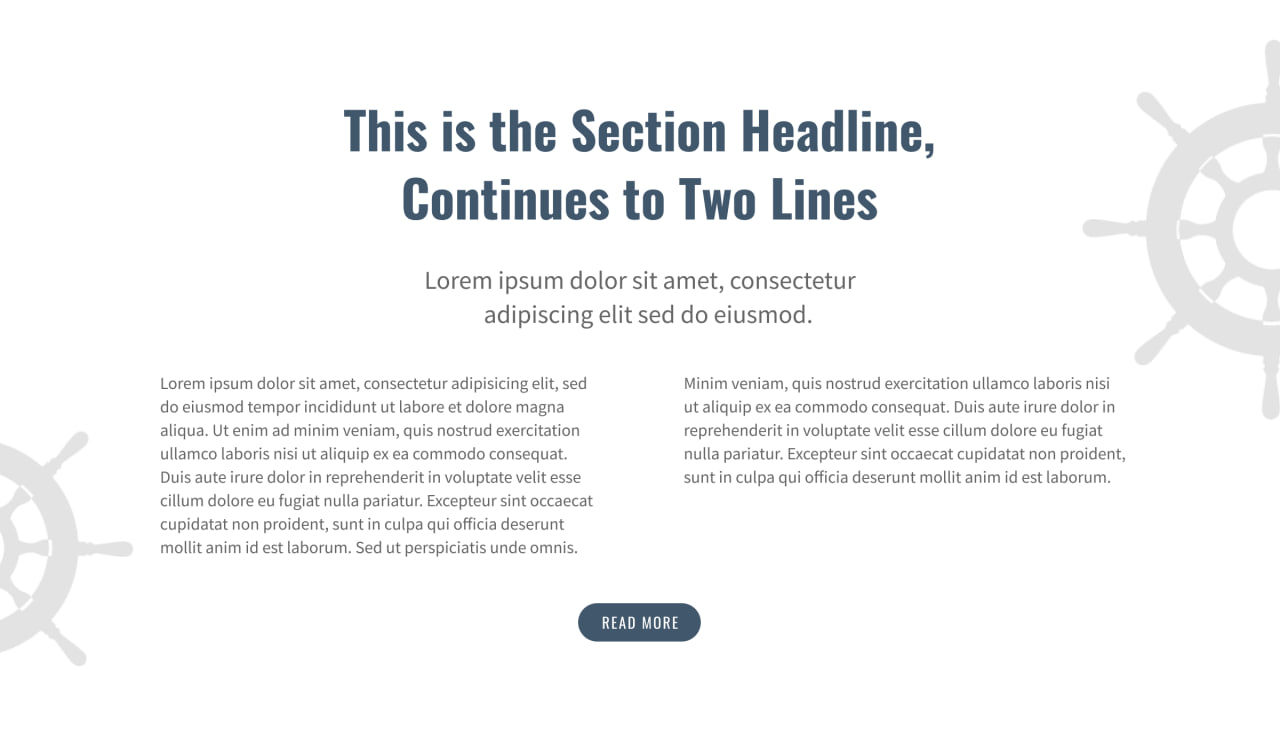 This is the Section Headline,
Continues to Two Lines
Lorem ipsum dolor sit amet, consectetur
adipiscing elit sed do eiusmod.
Lorem ipsum dolor sit amet, consectetur adipisicing elit, sed
do eiusmod tempor incididunt ut labore et dolore magna
aliqua. Ut enim ad minim veniam, quis nostrud exercitation
ullamco laboris nisi ut aliquip ex ea commodo consequat.
Duis aute irure dolor in reprehenderit in voluptate velit esse
cillum dolore eu fugiat nulla pariatur. Excepteur sint occaecat
cupidatat non proident, sunt in culpa qui officia deserunt
mollit anim id est laborum. Sed ut perspiciatis unde omnis.
Minim veniam, quis nostrud exercitation ullamco laboris nisi
ut aliquip ex ea commodo consequat. Duis aute irure dolor in
reprehenderit in voluptate velit esse cillum dolore eu fugiat
nulla pariatur. Excepteur sint occaecat cupidatat non proident,
sunt in culpa qui officia deserunt mollit anim id est laborum.
READ MORE